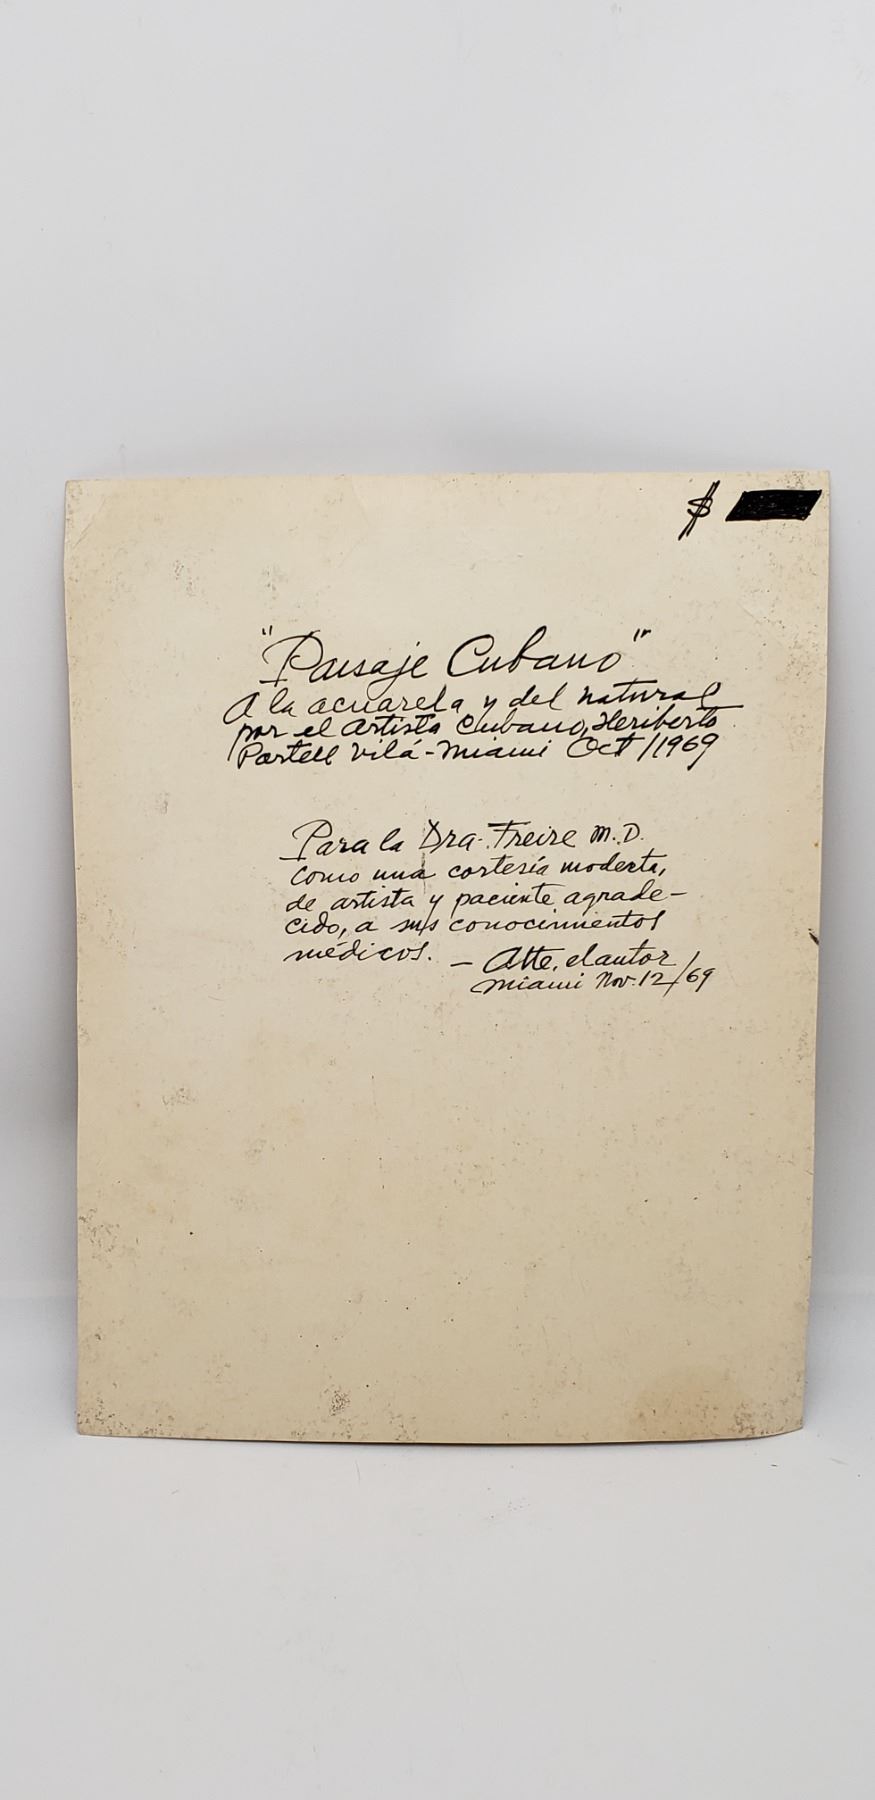 $
"Paisaje Cubano"
A la acuarela y del natural
por el Artista Cubano, Heriberto
Portell Vilá - Miami Oct/1969
Para la Dra. Freire M.D.
como una cortesía modesta,
de artista y paciente agrade-
cido, a sus conocimientos
médicos. - Atte. el autor
Miami Nov. 12/69